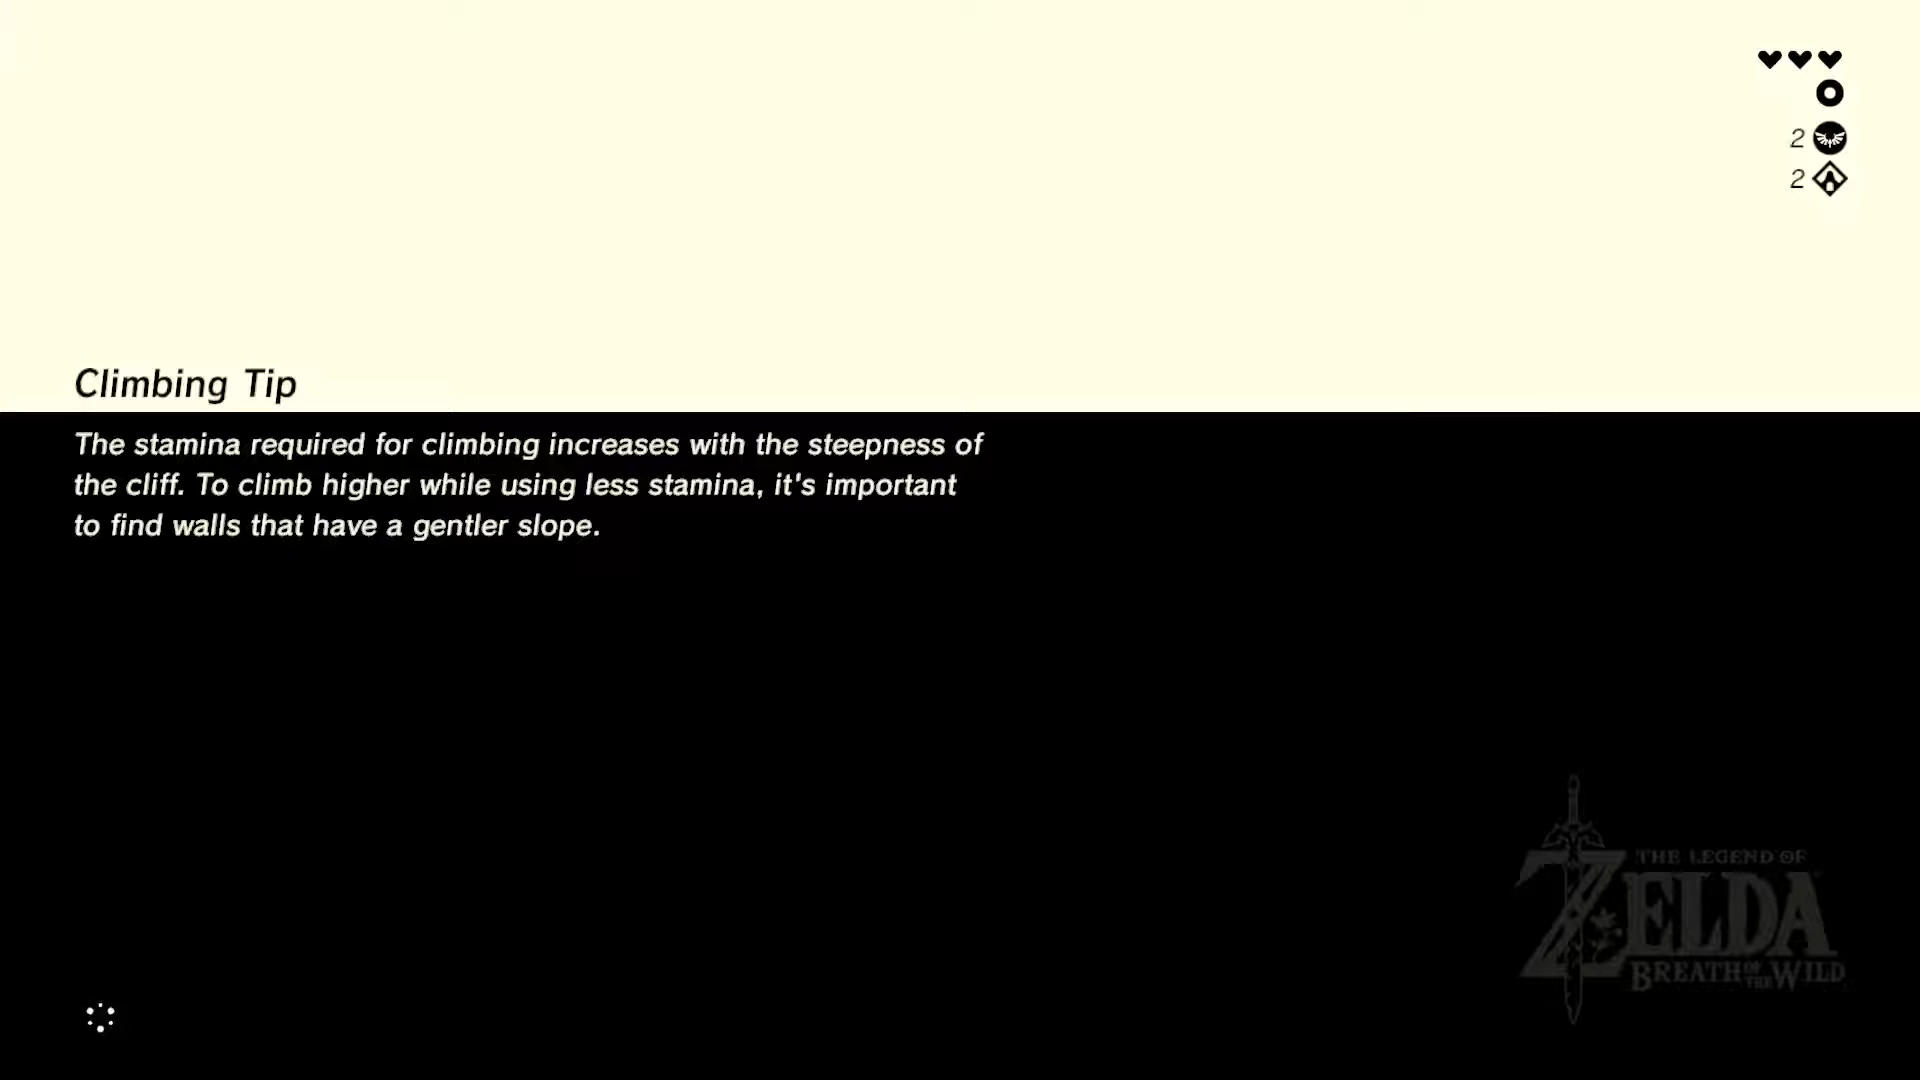 2
2
Climbing Tip
The stamina required for climbing increases with the steepness of
the cliff. To climb higher while using less stamina, it's important
to find walls that have a gentler slope.
THE LEGEND OF
ZELDA
BREATH OF THE WILD